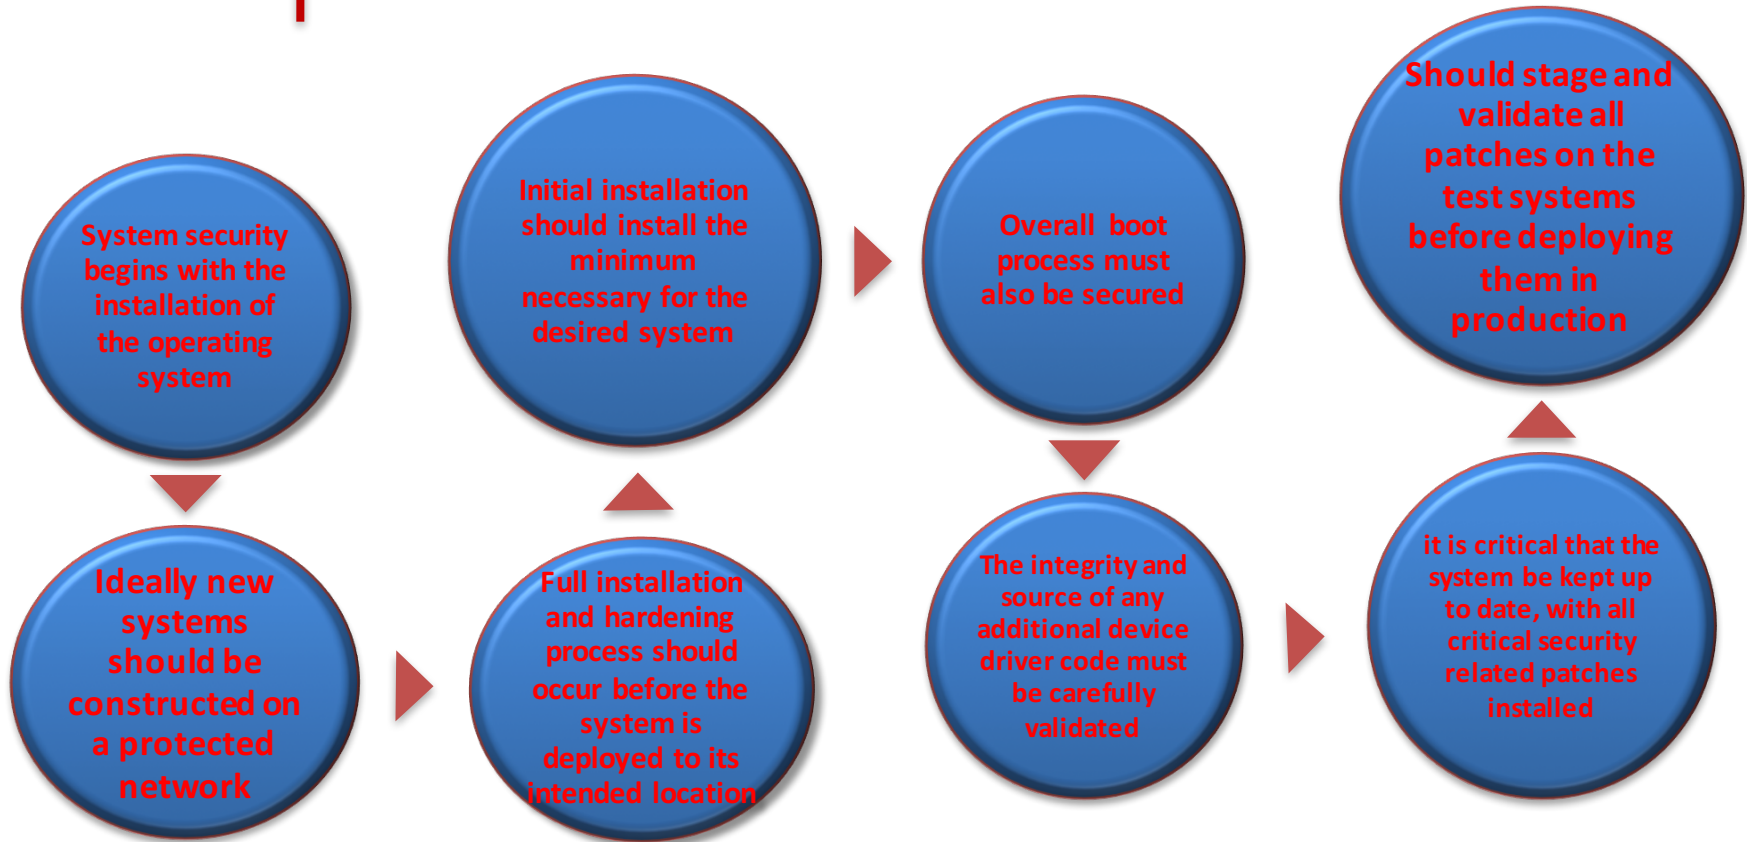 System security
begins with the
installation of
the operating
system
Ideally new
systems
should be
constructed on
a protected
network
Full installation
and hardening
process should
occur before the
system is
deployed to its
intended location
Initial installation
should install the
minimum
necessary for the
desired system
Overall boot
process must
also be secured
The integrity and
source of any
additional device
driver code must
be carefully
validated
it is critical that the
system be kept up
to date, with all
critical security
related patches
installed
Should stage and
validate all
patches on the
test systems
before deploying
them in
production